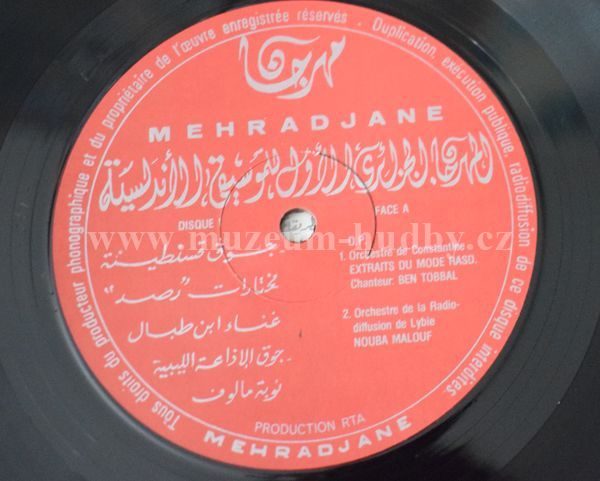 Tous droits du producteur phonographique et du propriétaire de l'œuvre enregistrée réservés. Duplication, exécution publique, radio-diffusion de ce disque interdites.
مهرجان
MEHRADJANE
المهرجان الجزائري الأول للموسيقى الأندلسية
DISQUE
FACE A
جوق قسنطينة
مختارات "رصد"
غناء ابن طبال
جوق الإذاعة الليبية
نوبة مالوف
1. Orchestre de Constantine
EXTRAITS DU MODE RASD.
Chanteur: BEN TOBBAL
2. Orchestre de la Radio-
diffusion de Lybie
NOUBA MALOUF
PRODUCTION RTA
MEHRADJANE
www.muzeum-hudby.cz